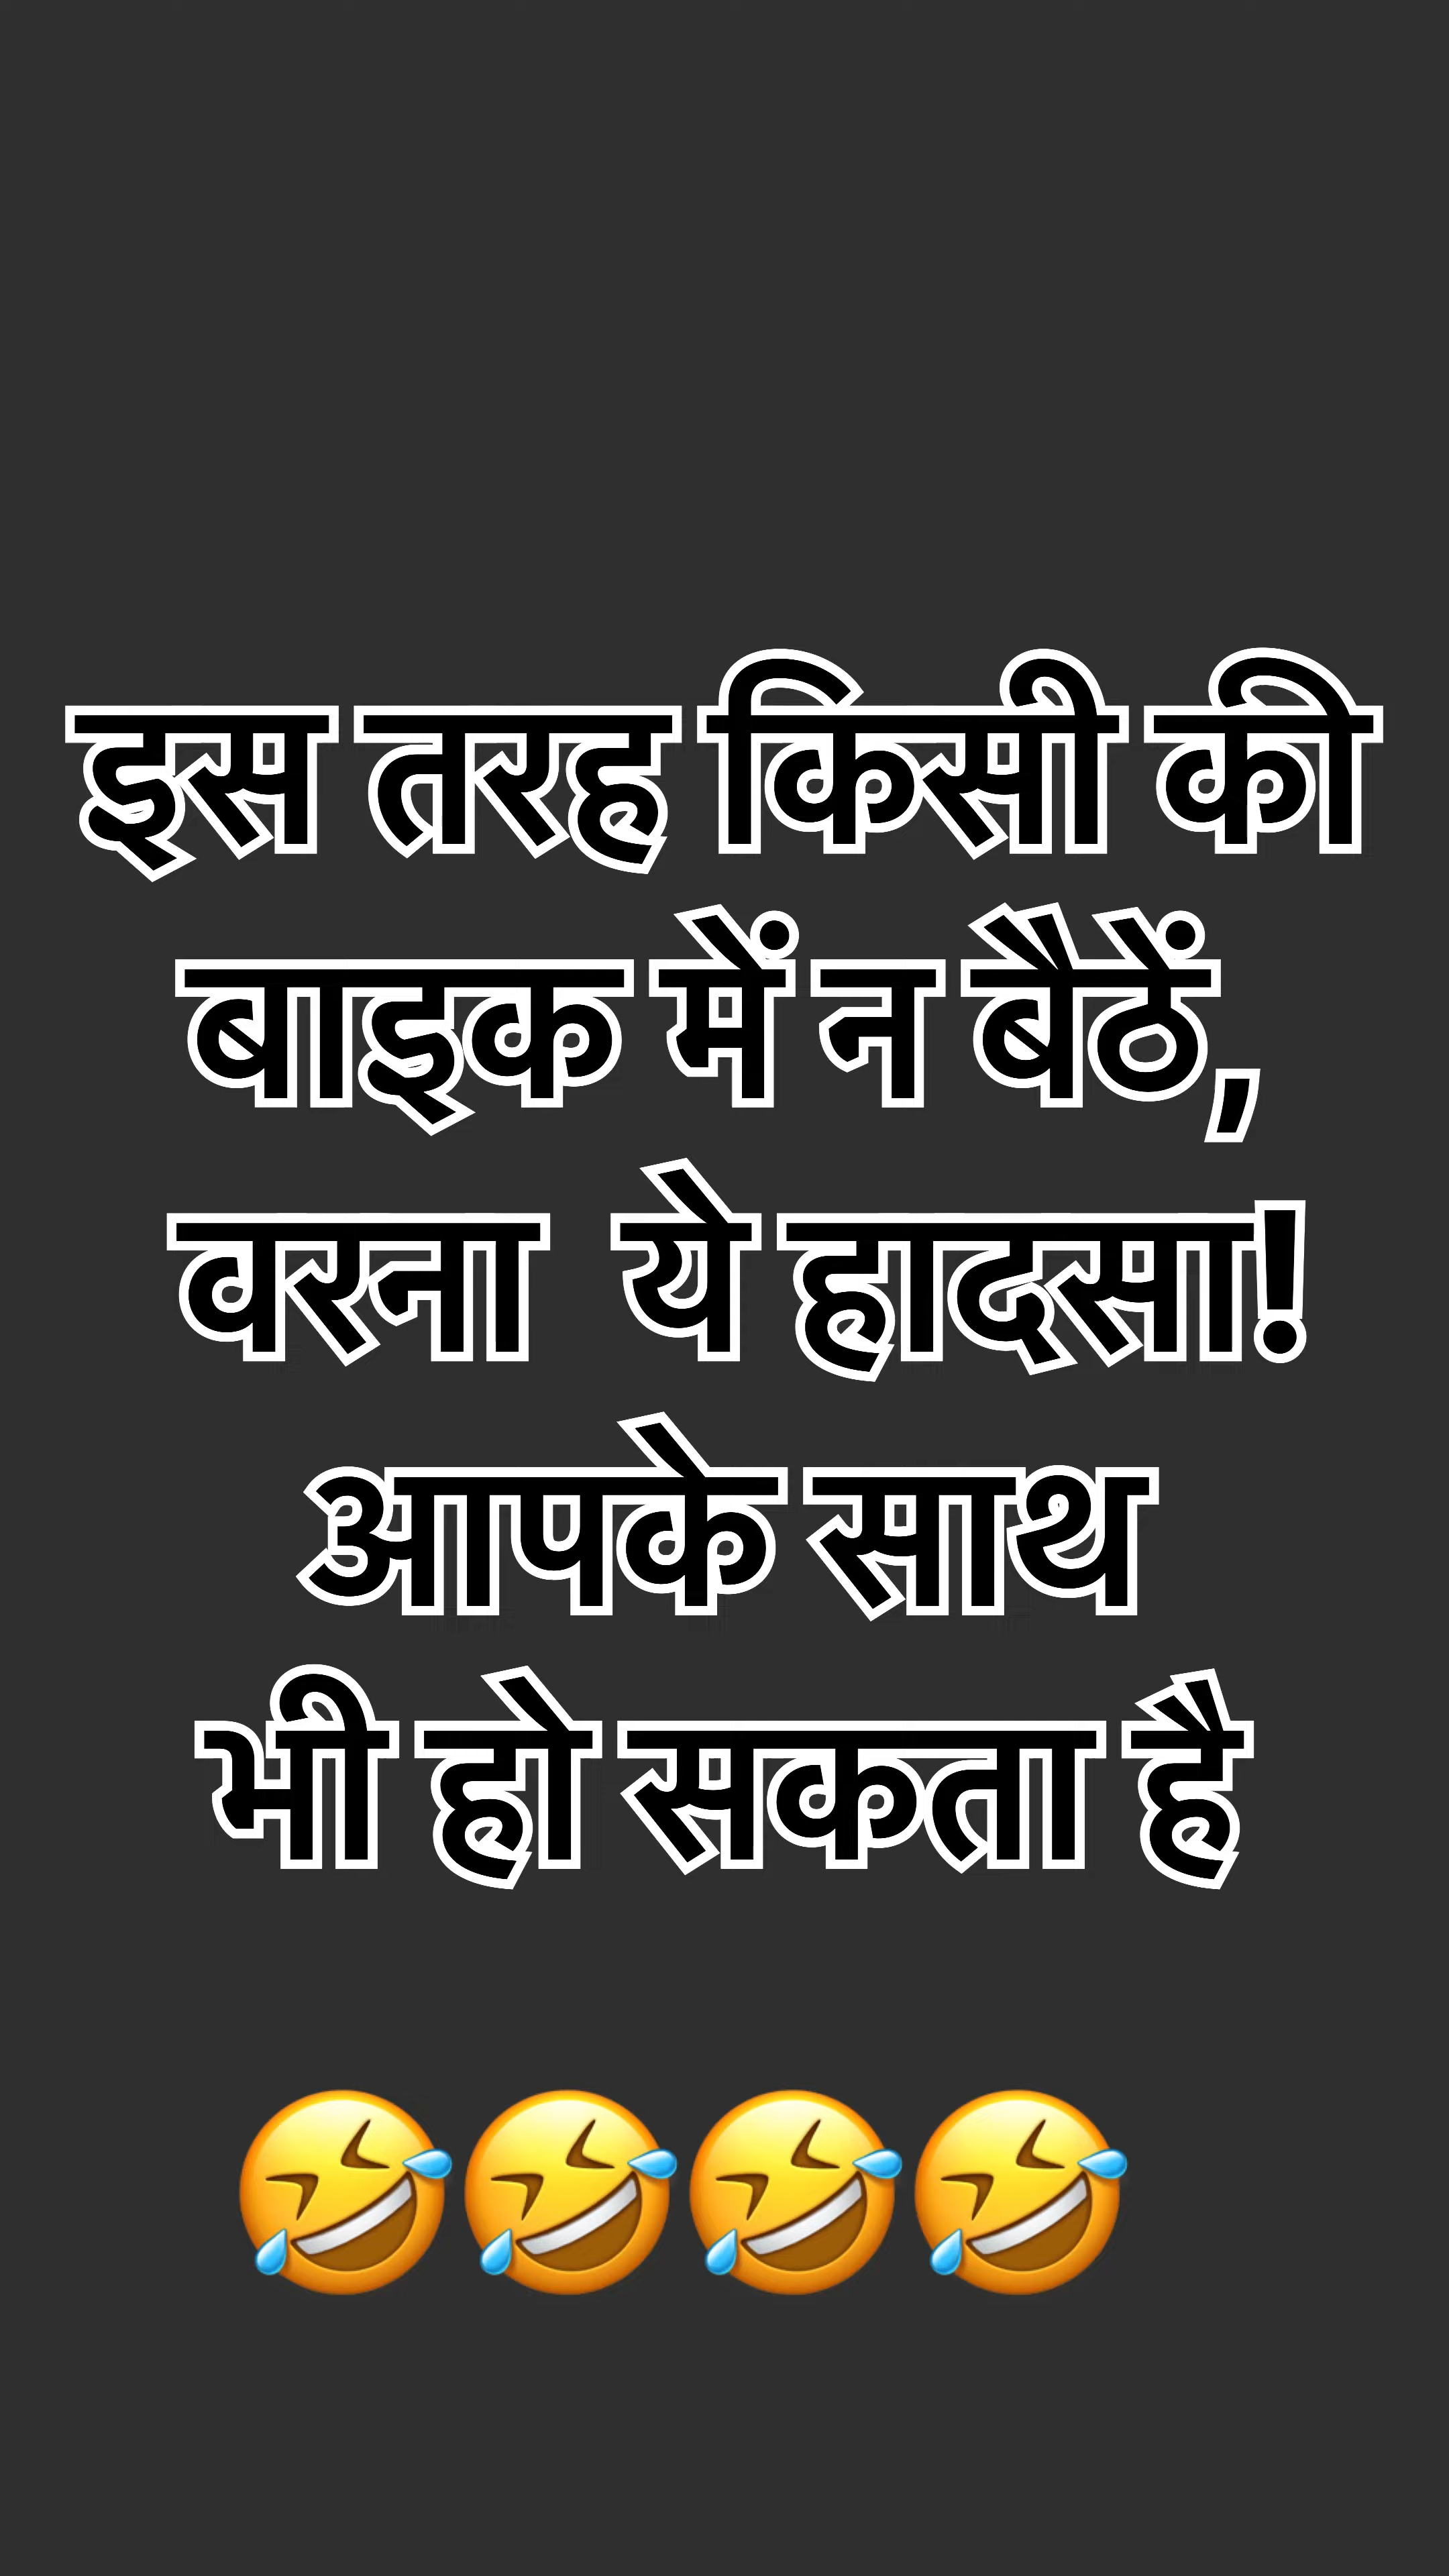 इस तरह किसी की
बाइक में न बैठें,
वरना  ये हादसा!
आपके साथ
भी हो सकता है
🤣🤣🤣🤣